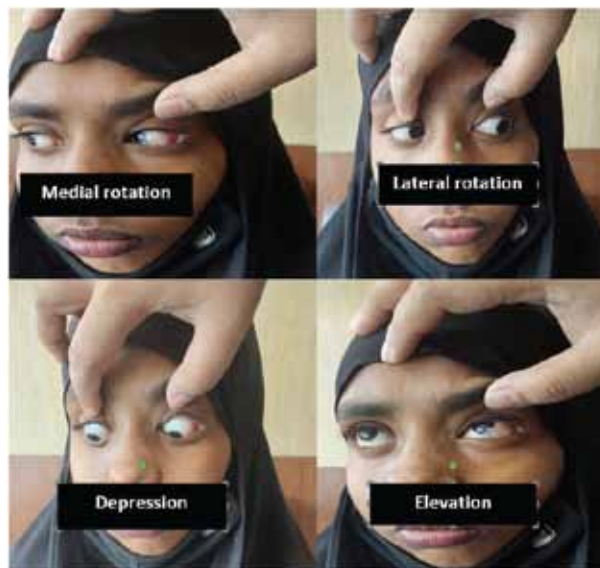 Medial rotation
Lateral rotation
Depression
Elevation